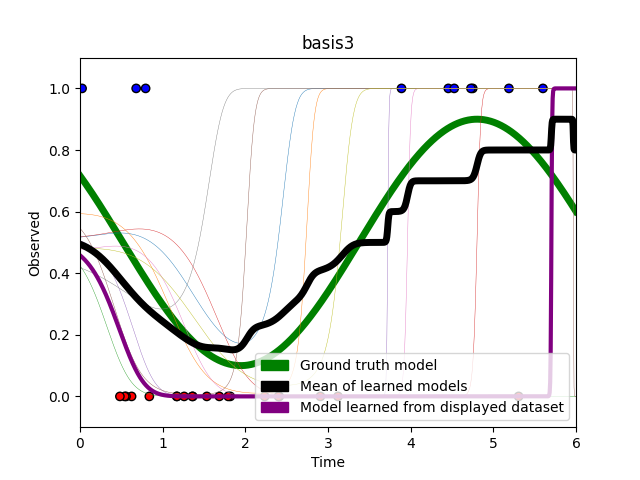 basis3
Observed
1.0
0.8
0.6
0.4
0.2
0.0
Ground truth model
Mean of learned models
Model learned from displayed dataset
0 1 2 3 4 5 6
Time